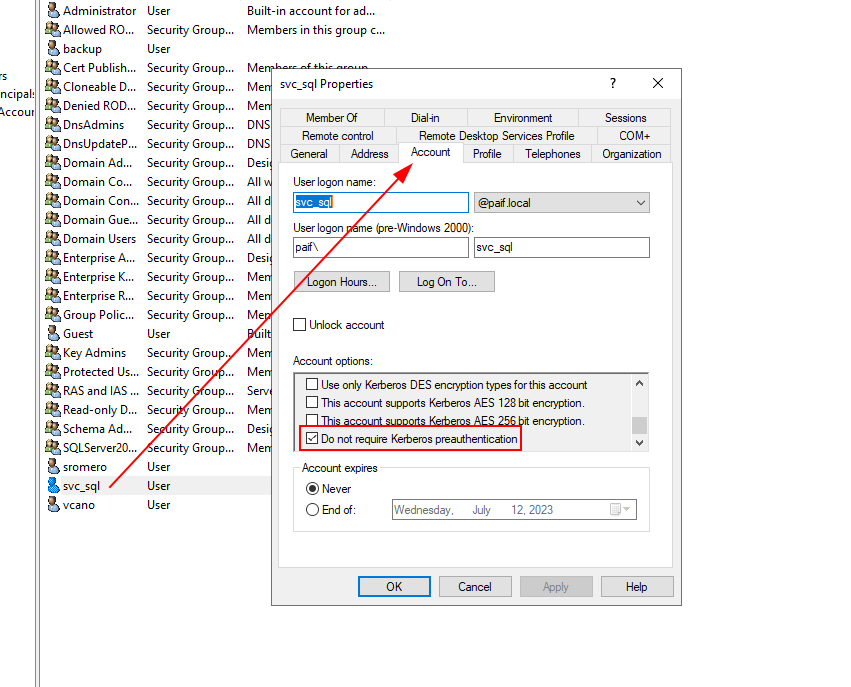 rs
ncipals
Accour
Administrator User Built-in account for ad...
Allowed RO... Security Group... Members in this group c...
backup User
Cert Publish... Security Group... Members of this group
Cloneable D... Security Group... Mem
Denied ROD... Security Group... Mem
DnsAdmins Security Group... DNS
DnsUpdateP... Security Group... DNS
Domain Ad... Security Group... Desig
Domain Co... Security Group... All w
Domain Con... Security Group... All d
Domain Gue... Security Group... All d
Domain Users Security Group... All d
Enterprise A... Security Group... Desig
Enterprise K... Security Group... Mem
Enterprise R... Security Group... Mem
Group Polic... Security Group... Mem
Guest User Built
Key Admins Security Group... Mem
Protected Us... Security Group... Mem
RAS and IAS ... Security Group... Serve
Read-only D... Security Group... Mem
Schema Ad... Security Group... Desig
SQLServer20... Security Group... Mem
sromero User
svc_sql User
vcano User
svc_sql Properties ?
Member Of Dial-in Environment Sessions
Remote control Remote Desktop Services Profile COM+
General Address Account Profile Telephones Organization
User logon name:
svc_sql @paif.local
User logon name (pre-Windows 2000):
paif\ svc_sql
Logon Hours... Log On To...
Unlock account
Account options:
Use only Kerberos DES encryption types for this account
This account supports Kerberos AES 128 bit encryption.
This account supports Kerberos AES 256 bit encryption.
Do not require Kerberos preauthentication
Account expires
Never
End of: Wednesday, July 12, 2023
OK Cancel Apply Help